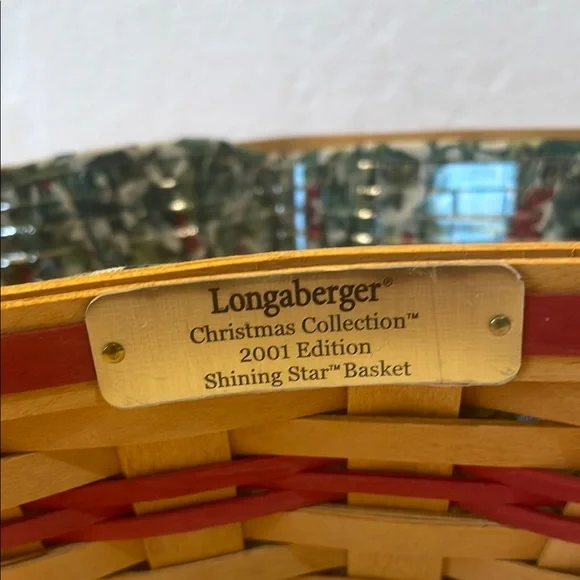 Longaberger®
Christmas Collection™
2001 Edition
Shining Star™ Basket